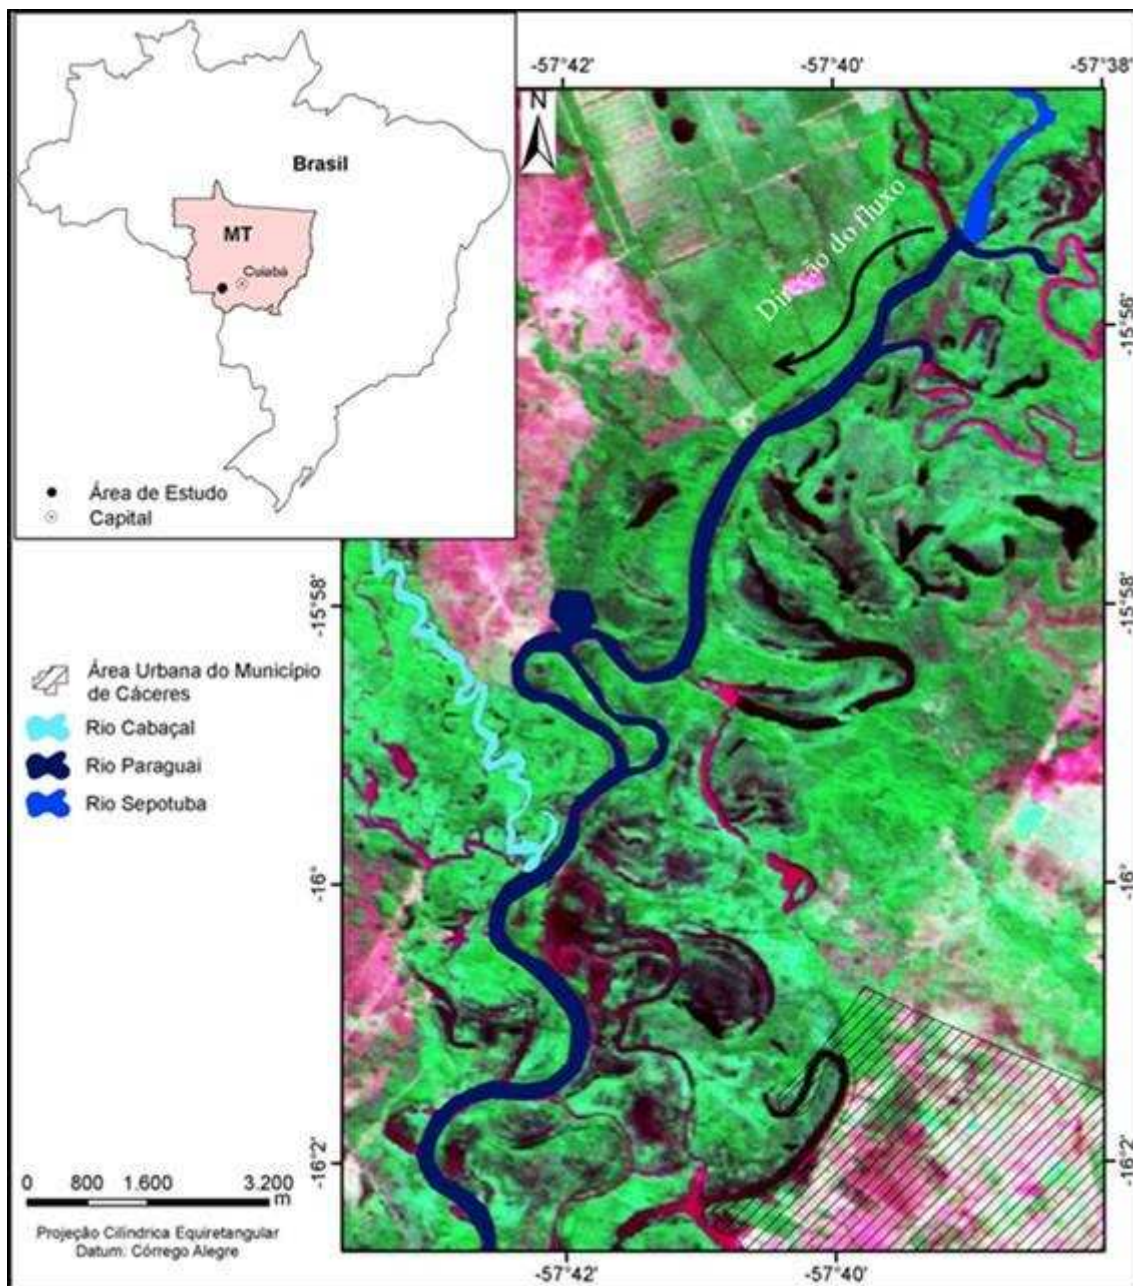 -57°42' -57°40' -57°38'
N
Brasil
MT
Cuiabá
Direção do fluxo
-15°56'
Área de Estudo
Capital
-15°58' -15°58'
Área Urbana do Município
de Cáceres
Rio Cabaçal
Rio Paraguai
Rio Sepotuba
-16° -16°
-16°2' -16°2'
0 800 1.600 3.200
m
Projeção Cilíndrica Equiretangular
Datum: Córrego Alegre
-57°42' -57°40'